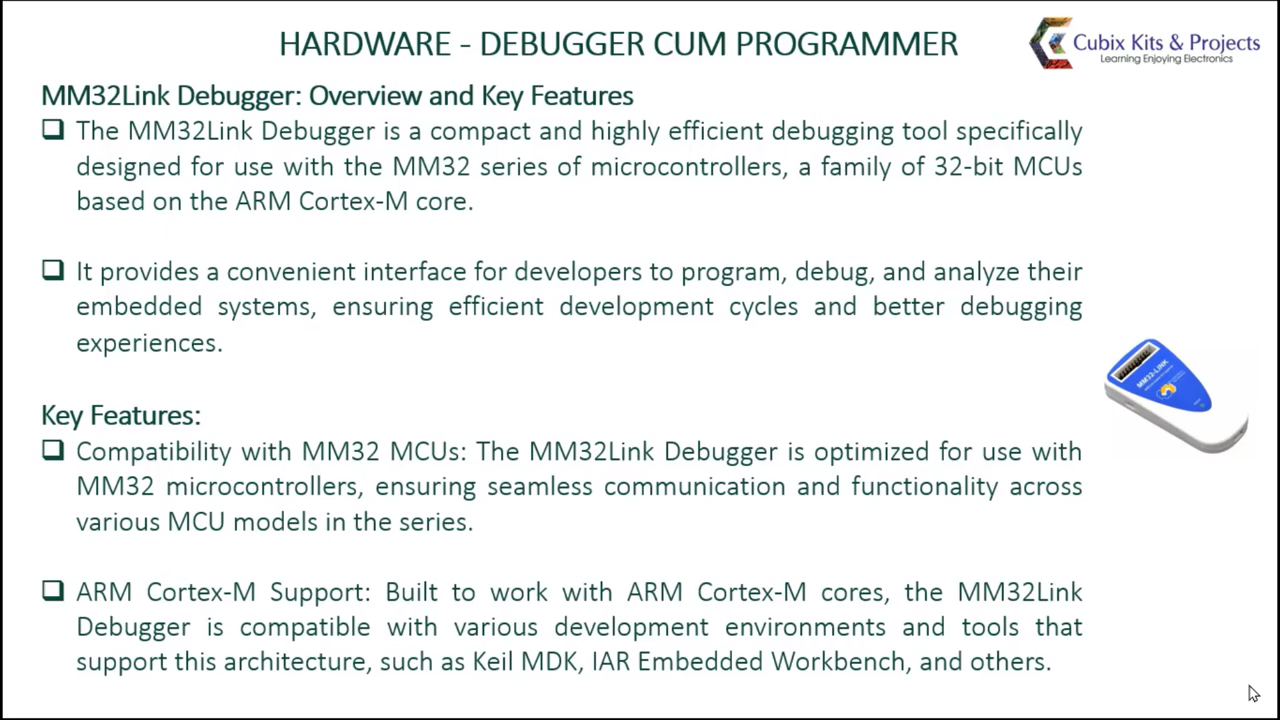 HARDWARE - DEBUGGER CUM PROGRAMMER
Cubix Kits & Projects
Learning Enjoying Electronics
MM32Link Debugger: Overview and Key Features
The MM32Link Debugger is a compact and highly efficient debugging tool specifically
designed for use with the MM32 series of microcontrollers, a family of 32-bit MCUs
based on the ARM Cortex-M core.
It provides a convenient interface for developers to program, debug, and analyze their
embedded systems, ensuring efficient development cycles and better debugging
experiences.
MM32-LINK
Key Features:
Compatibility with MM32 MCUs: The MM32Link Debugger is optimized for use with
MM32 microcontrollers, ensuring seamless communication and functionality across
various MCU models in the series.
ARM Cortex-M Support: Built to work with ARM Cortex-M cores, the MM32Link
Debugger is compatible with various development environments and tools that
support this architecture, such as Keil MDK, IAR Embedded Workbench, and others.